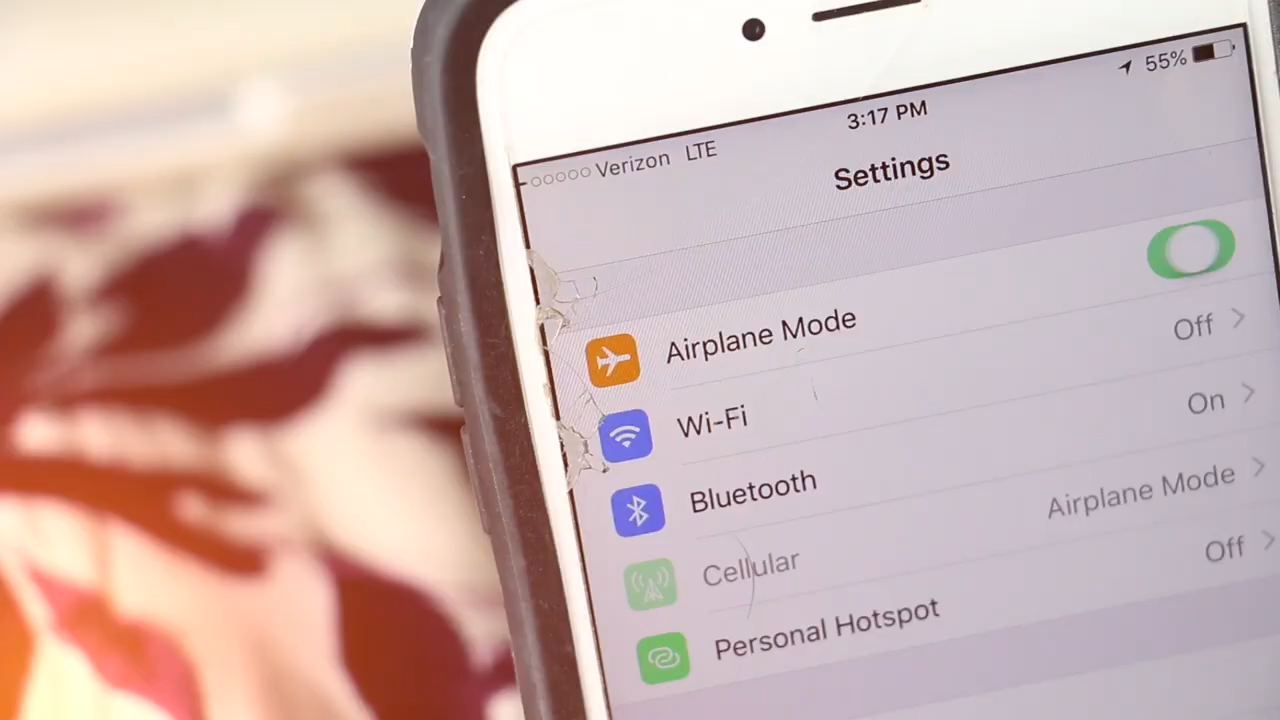 55%
3:17 PM
Verizon LTE
Settings
Airplane Mode
Wi-Fi Off
Bluetooth On
Cellular Airplane Mode
Personal Hotspot Off